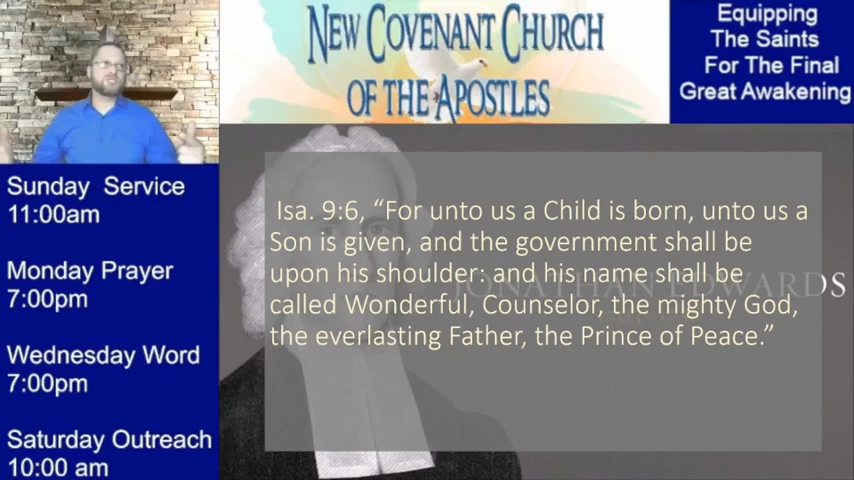 NEW COVENANT CHURCH
OF THE APOSTLES
Equipping
The Saints
For The Final
Great Awakening
Sunday Service
11:00am
Monday Prayer
7:00pm
Wednesday Word
7:00pm
Saturday Outreach
10:00 am
Isa. 9:6, “For unto us a Child is born, unto us a
Son is given, and the government shall be
upon his shoulder: and his name shall be
called Wonderful, Counselor, the mighty God,
the everlasting Father, the Prince of Peace.”
JONATHAN EDWARDS